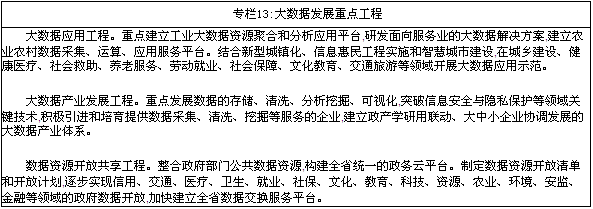 专栏13:大数据发展重点工程
大数据应用工程。重点建立工业大数据资源聚合和分析应用平台,研发面向服务业的大数据解决方案,建立农
业农村数据采集、运算、应用服务平台。结合新型城镇化、信息惠民工程实施和智慧城市建设,在城乡建设、健
康医疗、社会救助、养老服务、劳动就业、社会保障、文化教育、交通旅游等领域开展大数据应用示范。
大数据产业发展工程。重点发展数据的存储、清洗、分析挖掘、可视化,突破信息安全与隐私保护等领域关
键技术,积极引进和培育提供数据采集、清洗、挖掘等服务的企业,建立政产学研用联动、大中小企业协调发展的
大数据产业体系。
数据资源开放共享工程。整合政府部门公共数据资源,构建全省统一的政务云平台。制定数据资源开放清单
和开放计划,逐步实现信用、交通、医疗、卫生、就业、社保、文化、教育、科技、资源、农业、环境、安监、
金融等领域的政府数据开放,加快建立全省数据交换服务平台。